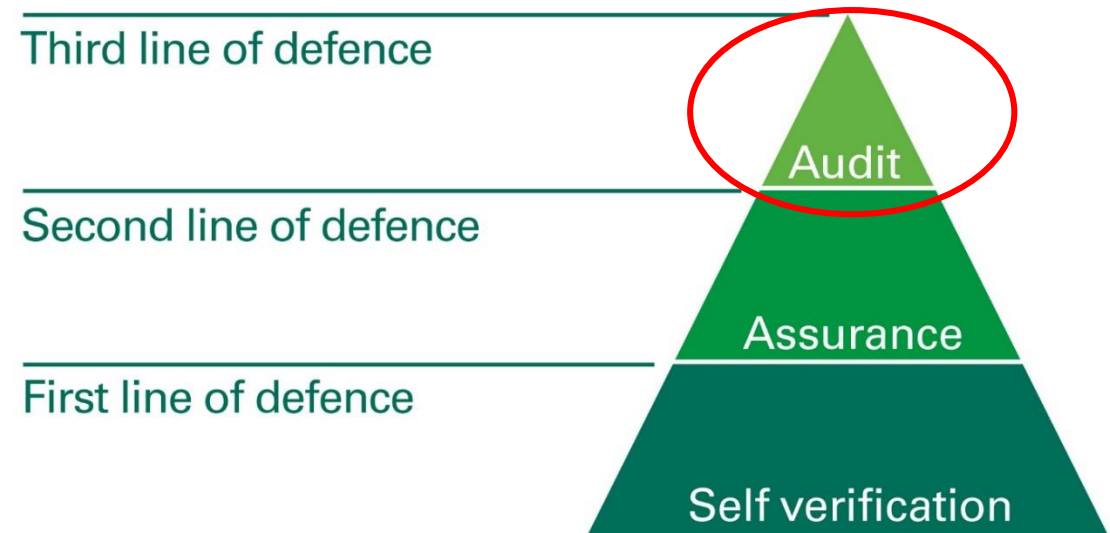 Third line of defence
Audit
Second line of defence
Assurance
First line of defence
Self verification